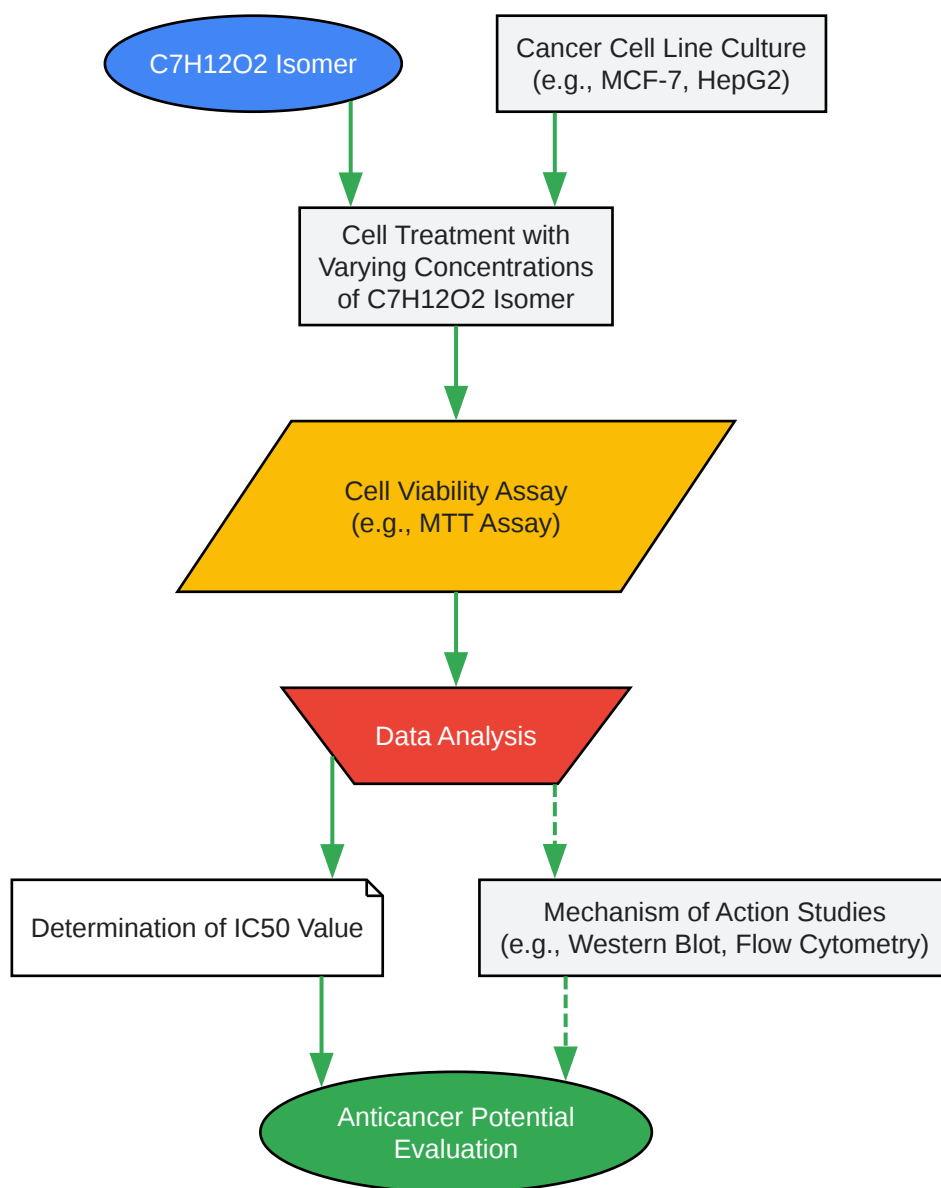 C7H12O2 Isomer
Cancer Cell Line Culture
(e.g., MCF-7, HepG2)
Cell Treatment with
Varying Concentrations
of C7H12O2 Isomer
Cell Viability Assay
(e.g., MTT Assay)
Data Analysis
Determination of IC50 Value
Mechanism of Action Studies
(e.g., Western Blot, Flow Cytometry)
Anticancer Potential
Evaluation